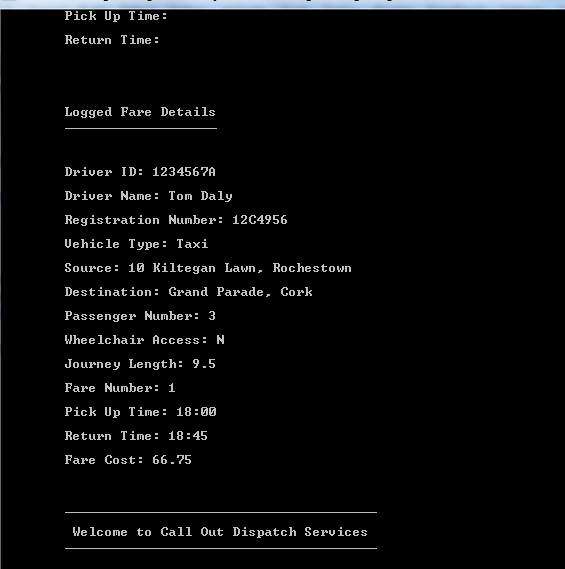 Pick Up Time:
Return Time:
Logged Fare Details
Driver ID: 1234567A
Driver Name: Tom Daly
Registration Number: 12C4956
Vehicle Type: Taxi
Source: 10 Kiltegan Lawn, Rochestown
Destination: Grand Parade, Cork
Passenger Number: 3
Wheelchair Access: N
Journey Length: 9.5
Fare Number: 1
Pick Up Time: 18:00
Return Time: 18:45
Fare Cost: 66.75
Welcome to Call Out Dispatch Services